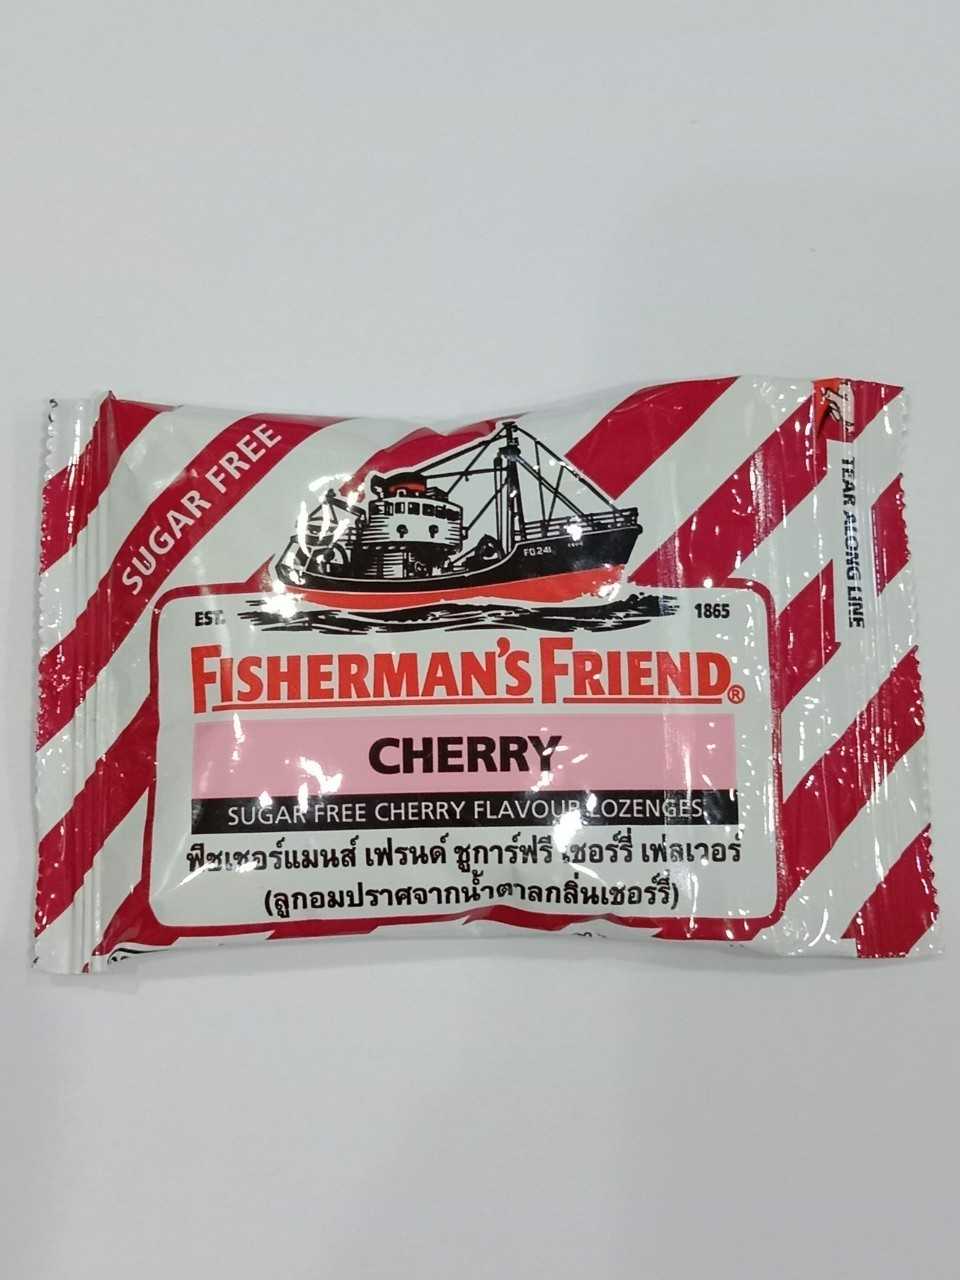 SUGAR FREE
FD.241
EST. 1865
FISHERMAN'S FRIEND®
CHERRY
SUGAR FREE CHERRY FLAVOUR LOZENGES
ฟิชเชอร์แมนส์ เฟรนด์ ชูการ์ฟรี เชอร์รี่ เฟลเวอร์
(ลูกอมปราศจากน้ำตาลกลิ่นเชอร์รี่)
TEAR ALONG LINE